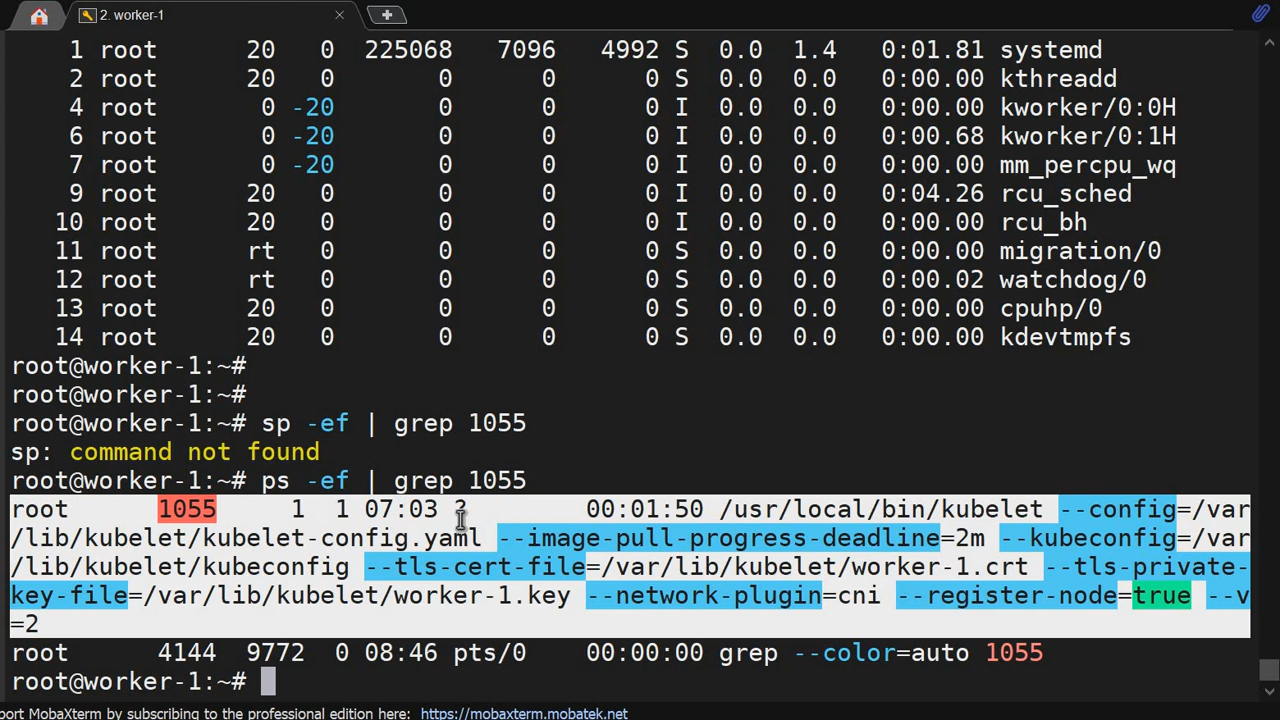 2. worker-1
1 root 20 0 225068 7096 4992 S 0.0 1.4 0:01.81 systemd
2 root 20 0 0 0 0 S 0.0 0.0 0:00.00 kthreadd
4 root 0 -20 0 0 0 I 0.0 0.0 0:00.00 kworker/0:0H
6 root 0 -20 0 0 0 I 0.0 0.0 0:00.68 kworker/0:1H
7 root 0 -20 0 0 0 I 0.0 0.0 0:00.00 mm_percpu_wq
9 root 20 0 0 0 0 I 0.0 0.0 0:04.26 rcu_sched
10 root 20 0 0 0 0 I 0.0 0.0 0:00.00 rcu_bh
11 root rt 0 0 0 0 S 0.0 0.0 0:00.00 migration/0
12 root rt 0 0 0 0 S 0.0 0.0 0:00.02 watchdog/0
13 root 20 0 0 0 0 S 0.0 0.0 0:00.00 cpuhp/0
14 root 20 0 0 0 0 S 0.0 0.0 0:00.00 kdevtmpfs
root@worker-1:~#
root@worker-1:~#
root@worker-1:~# sp -ef | grep 1055
sp: command not found
root@worker-1:~# ps -ef | grep 1055
root 1055 1 1 07:03 ? 00:01:50 /usr/local/bin/kubelet --config=/var
/lib/kubelet/kubelet-config.yaml --image-pull-progress-deadline=2m --kubeconfig=/var
/lib/kubelet/kubeconfig --tls-cert-file=/var/lib/kubelet/worker-1.crt --tls-private-
key-file=/var/lib/kubelet/worker-1.key --network-plugin=cni --register-node=true --v
=2
root 4144 9772 0 08:46 pts/0 00:00:00 grep --color=auto 1055
root@worker-1:~#
port MobaXterm by subscribing to the professional edition here: https://mobaxterm.mobatek.net